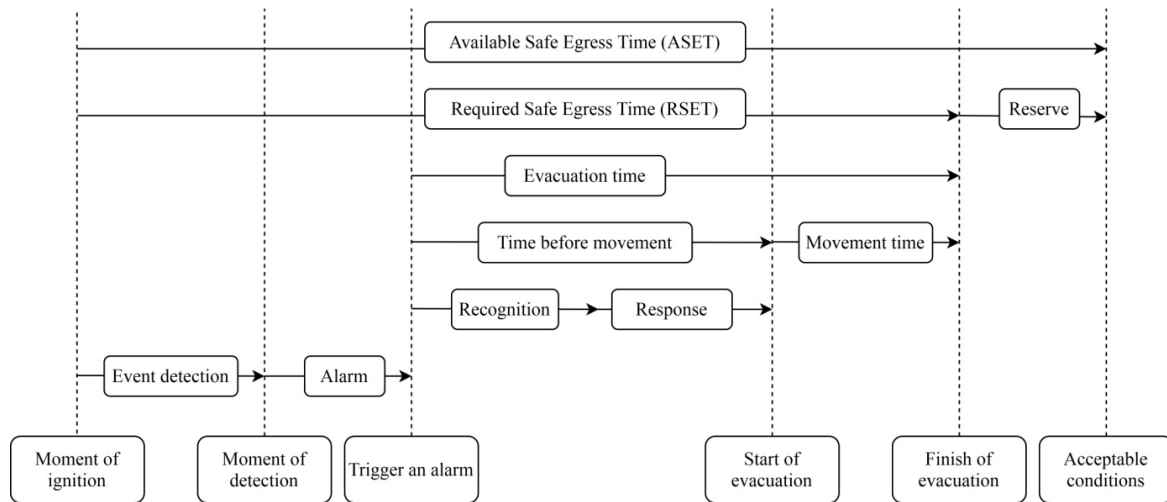 Available Safe Egress Time (ASET)
Required Safe Egress Time (RSET)
Reserve
Evacuation time
Time before movement
Movement time
Recognition
Response
Event detection
Alarm
Moment of
ignition
Moment of
detection
Trigger an alarm
Start of
evacuation
Finish of
evacuation
Acceptable
conditions